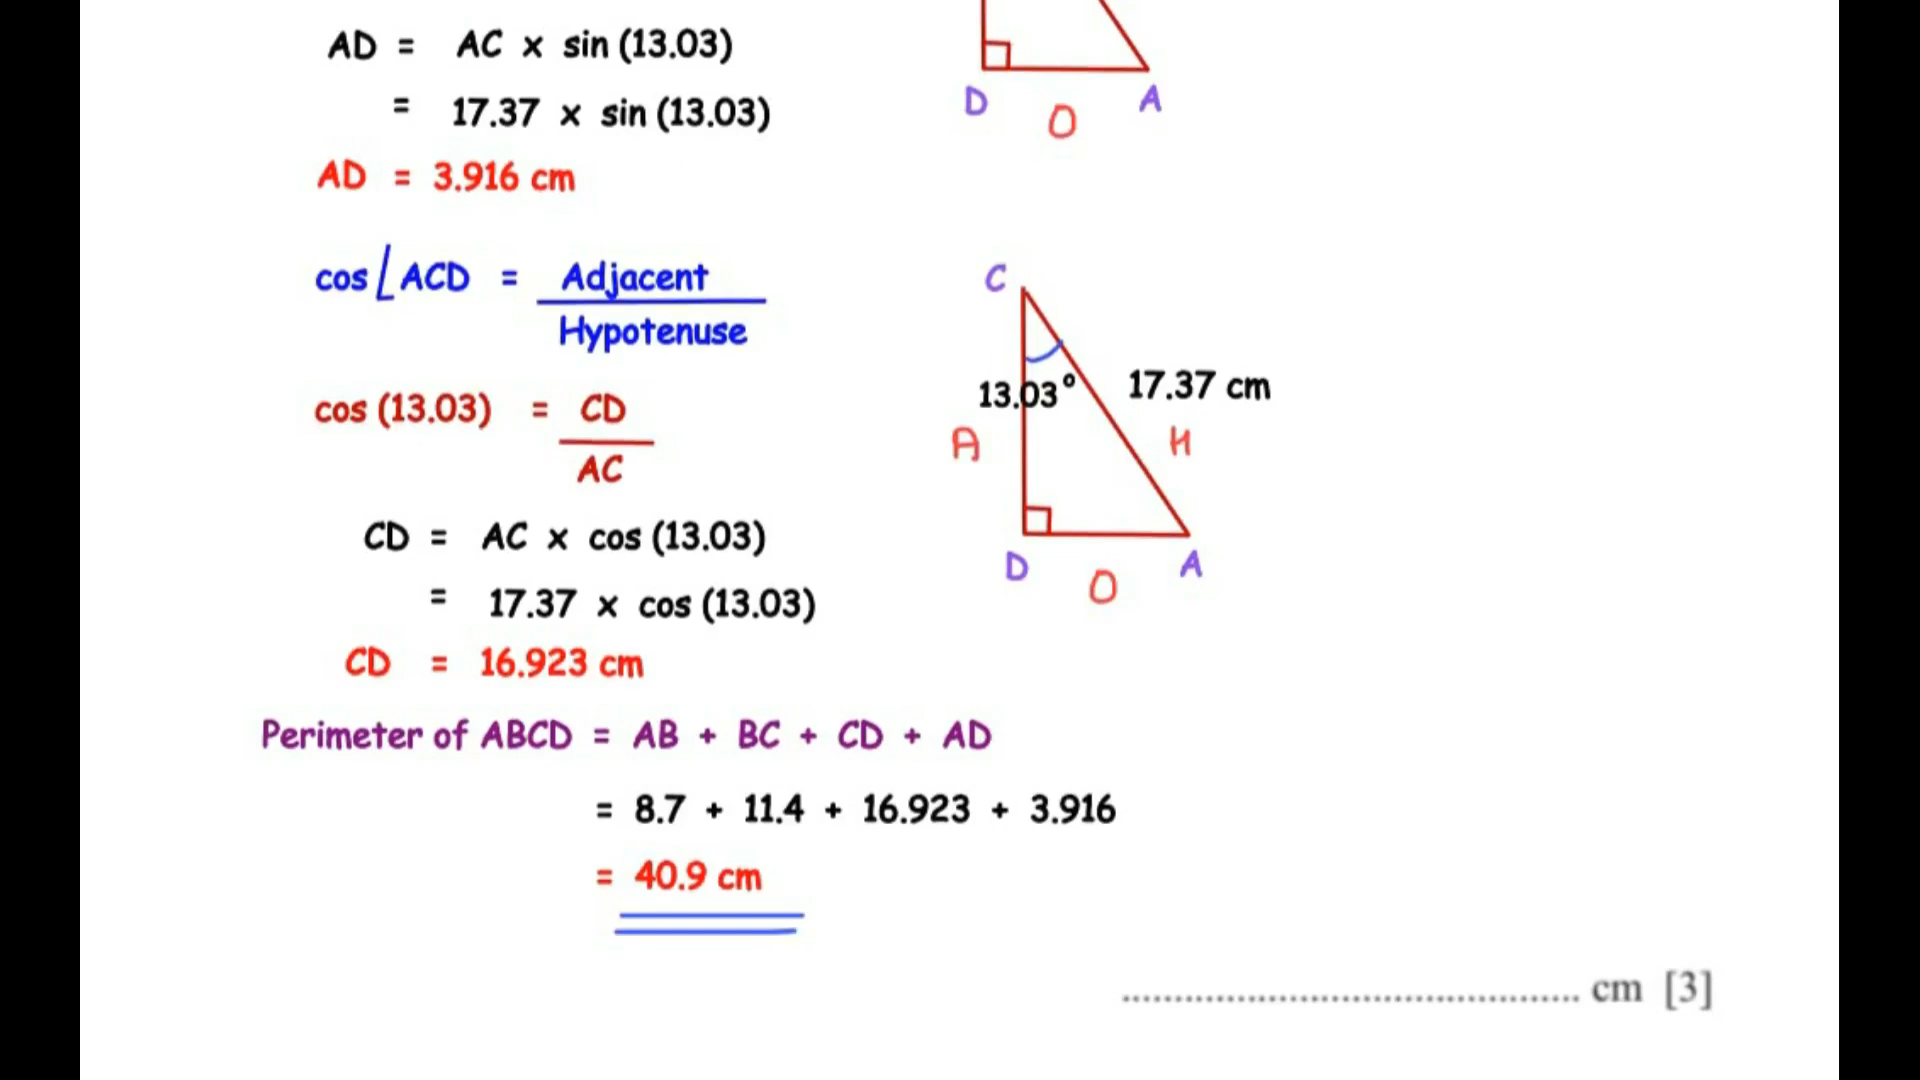 AD = AC x sin (13.03)
= 17.37 x sin (13.03)
D O A
AD = 3.916 cm
cos ∠ACD = Adjacent
Hypotenuse
C
13.03° 17.37 cm
cos (13.03) = CD
AC
A H
CD = AC x cos (13.03)
D O A
= 17.37 x cos (13.03)
CD = 16.923 cm
Perimeter of ABCD = AB + BC + CD + AD
= 8.7 + 11.4 + 16.923 + 3.916
= 40.9 cm
............................................ cm [3]